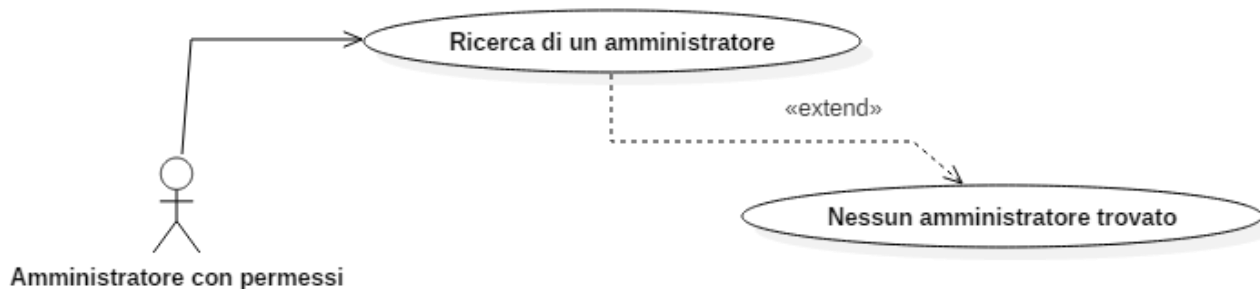 Ricerca di un amministratore
«extend»
Nessun amministratore trovato
Amministratore con permessi